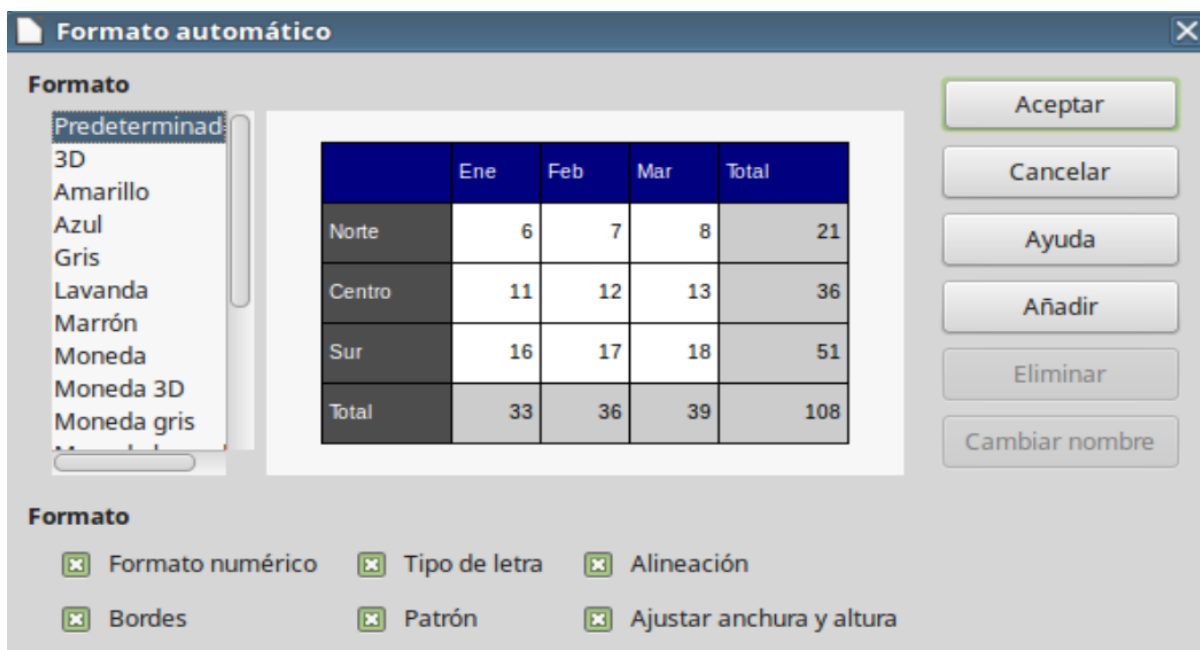 Formato automático
Formato
Predeterminad
3D
Amarillo
Azul
Gris
Lavanda
Marrón
Moneda
Moneda 3D
Moneda gris
Ene Feb Mar Total
Norte 6 7 8 21
Centro 11 12 13 36
Sur 16 17 18 51
Total 33 36 39 108
Aceptar
Cancelar
Ayuda
Añadir
Eliminar
Cambiar nombre
Formato
Formato numérico Tipo de letra Alineación
Bordes Patrón Ajustar anchura y altura